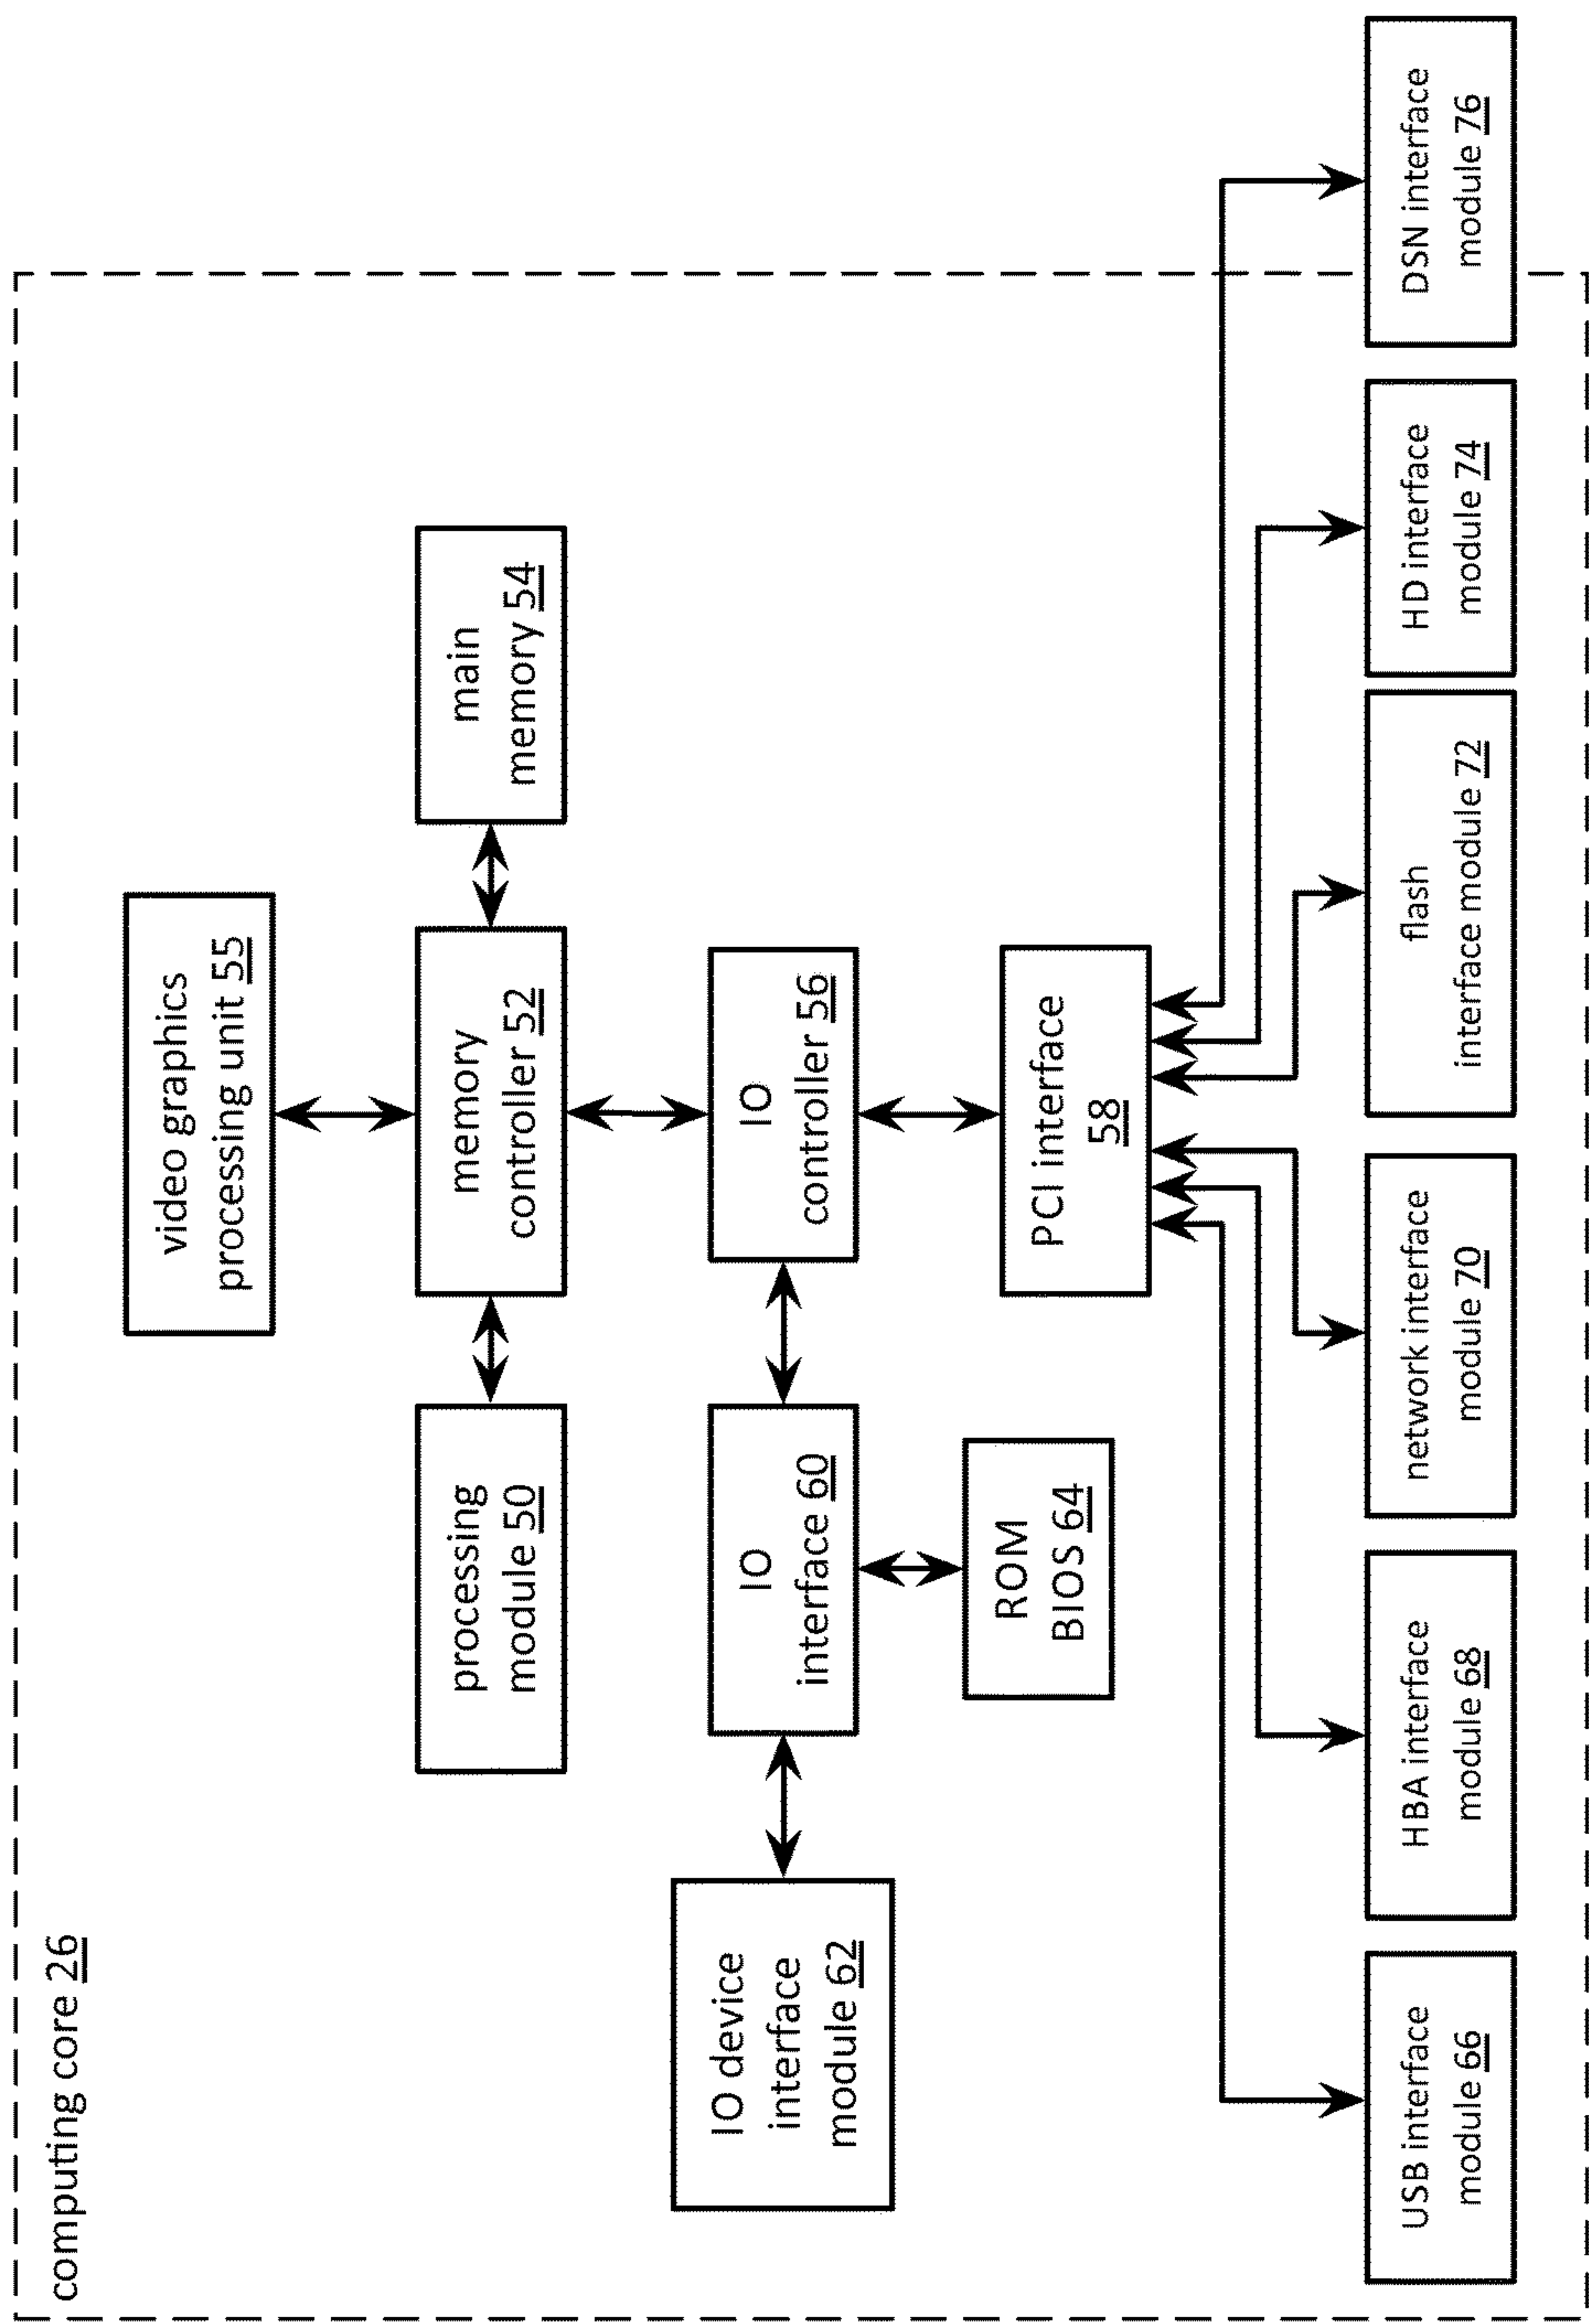 computing core 26
video graphics
processing unit 55
processing
module 50
memory
controller 52
main
memory 54
IO device
interface
module 62
IO
interface 60
IO
controller 56
ROM
BIOS 64
PCI interface
58
USB interface
module 66
HBA interface
module 68
network interface
module 70
flash
interface module 72
HD interface
module 74
DSN interface
module 76